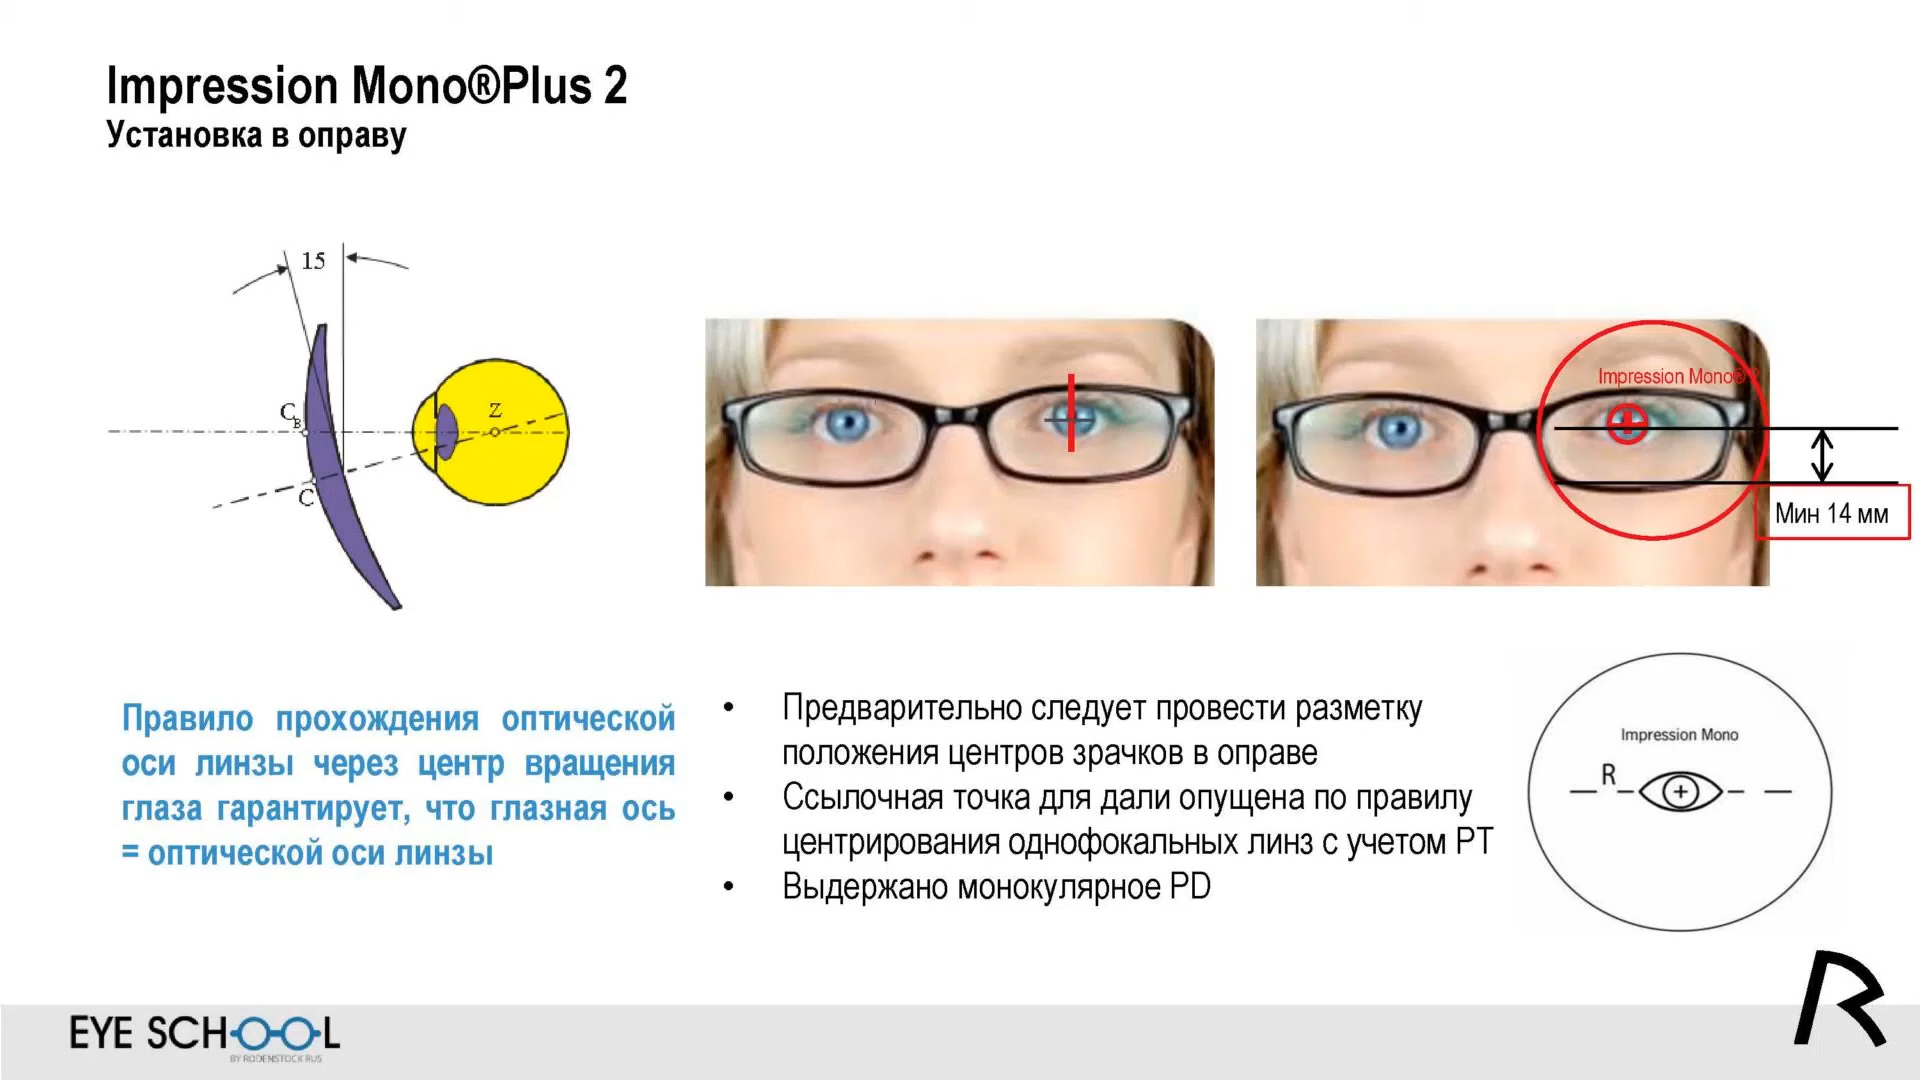 Impression Mono®Plus 2
Установка в оправу
15
C_B
Z
C
Impression Mono®
Мин 14 мм
Правило прохождения оптической
оси линзы через центр вращения
глаза гарантирует, что глазная ось
= оптической оси линзы
• Предварительно следует провести разметку
положения центров зрачков в оправе
• Ссылочная точка для дали опущена по правилу
центрирования однофокальных линз с учетом PT
• Выдержано монокулярное PD
Impression Mono
R
EYE SCHOOL
BY RODENSTOCK RUS
R